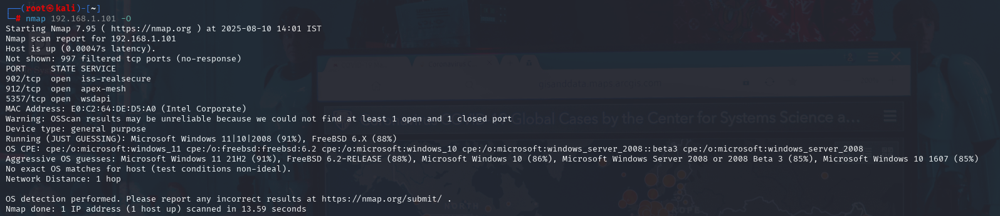 ┌──(root㉿kali)-[~]
└─# nmap 192.168.1.101 -O
Starting Nmap 7.95 ( https://nmap.org ) at 2025-08-10 14:01 IST
Nmap scan report for 192.168.1.101
Host is up (0.00047s latency).
Not shown: 997 filtered tcp ports (no-response)
PORT     STATE SERVICE
902/tcp  open  iss-realsecure
912/tcp  open  apex-mesh
5357/tcp open  wsdapi
MAC Address: E0:C2:64:DE:D5:A0 (Intel Corporate)
Warning: OSScan results may be unreliable because we could not find at least 1 open and 1 closed port
Device type: general purpose
Running (JUST GUESSING): Microsoft Windows 11|10|2008 (91%), FreeBSD 6.X (88%)
OS CPE: cpe:/o:microsoft:windows_11 cpe:/o:freebsd:freebsd:6.2 cpe:/o:microsoft:windows_10 cpe:/o:microsoft:windows_server_2008::beta3 cpe:/o:microsoft:windows_server_2008
Aggressive OS guesses: Microsoft Windows 11 21H2 (91%), FreeBSD 6.2-RELEASE (88%), Microsoft Windows 10 (86%), Microsoft Windows Server 2008 or 2008 Beta 3 (85%), Microsoft Windows 10 1607 (85%)
No exact OS matches for host (test conditions non-ideal).
Network Distance: 1 hop
OS detection performed. Please report any incorrect results at https://nmap.org/submit/ .
Nmap done: 1 IP address (1 host up) scanned in 13.59 seconds
Global Cases by the Center for Systems Science a...